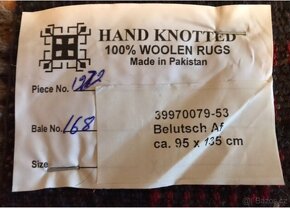 HAND KNOTTED
100% WOOLEN RUGS
Made in Pakistan
Piece No.
Bale No. 168
Size
39970079-53
Belutsch Af
ca. 95 x 135 cm